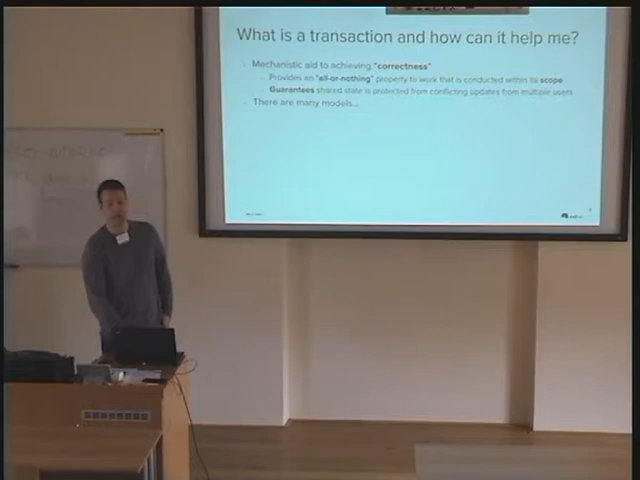 What is a transaction and how can it help me?
Mechanistic aid to achieving "correctness"
Provides an "all-or-nothing" property to work that is conducted within its scope
Guarantees shared state is protected from conflicting updates from multiple users
There are many models...